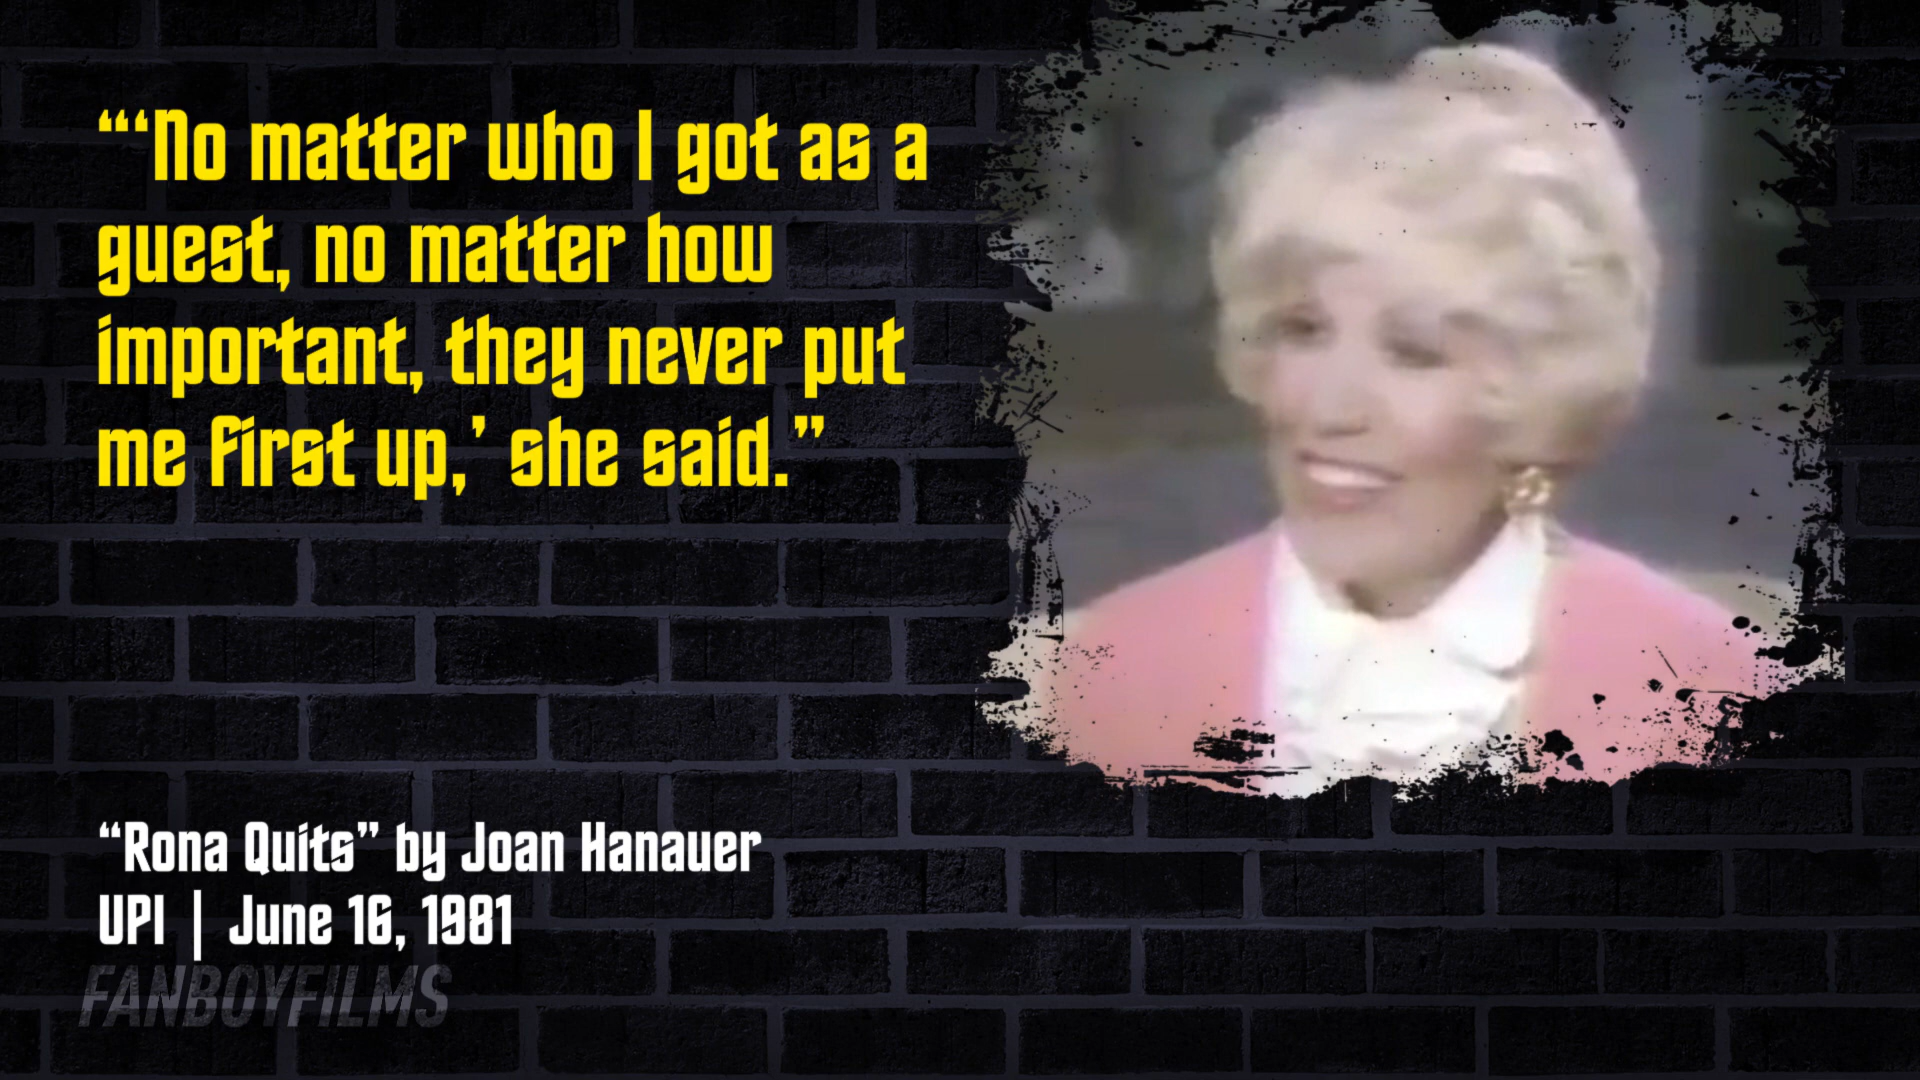 “‘No matter who I got as a
guest, no matter how
important, they never put
me first up,’ she said.”
“Rona Quits” by Joan Hanauer
UPI | June 16, 1981
FANBOYFILMS